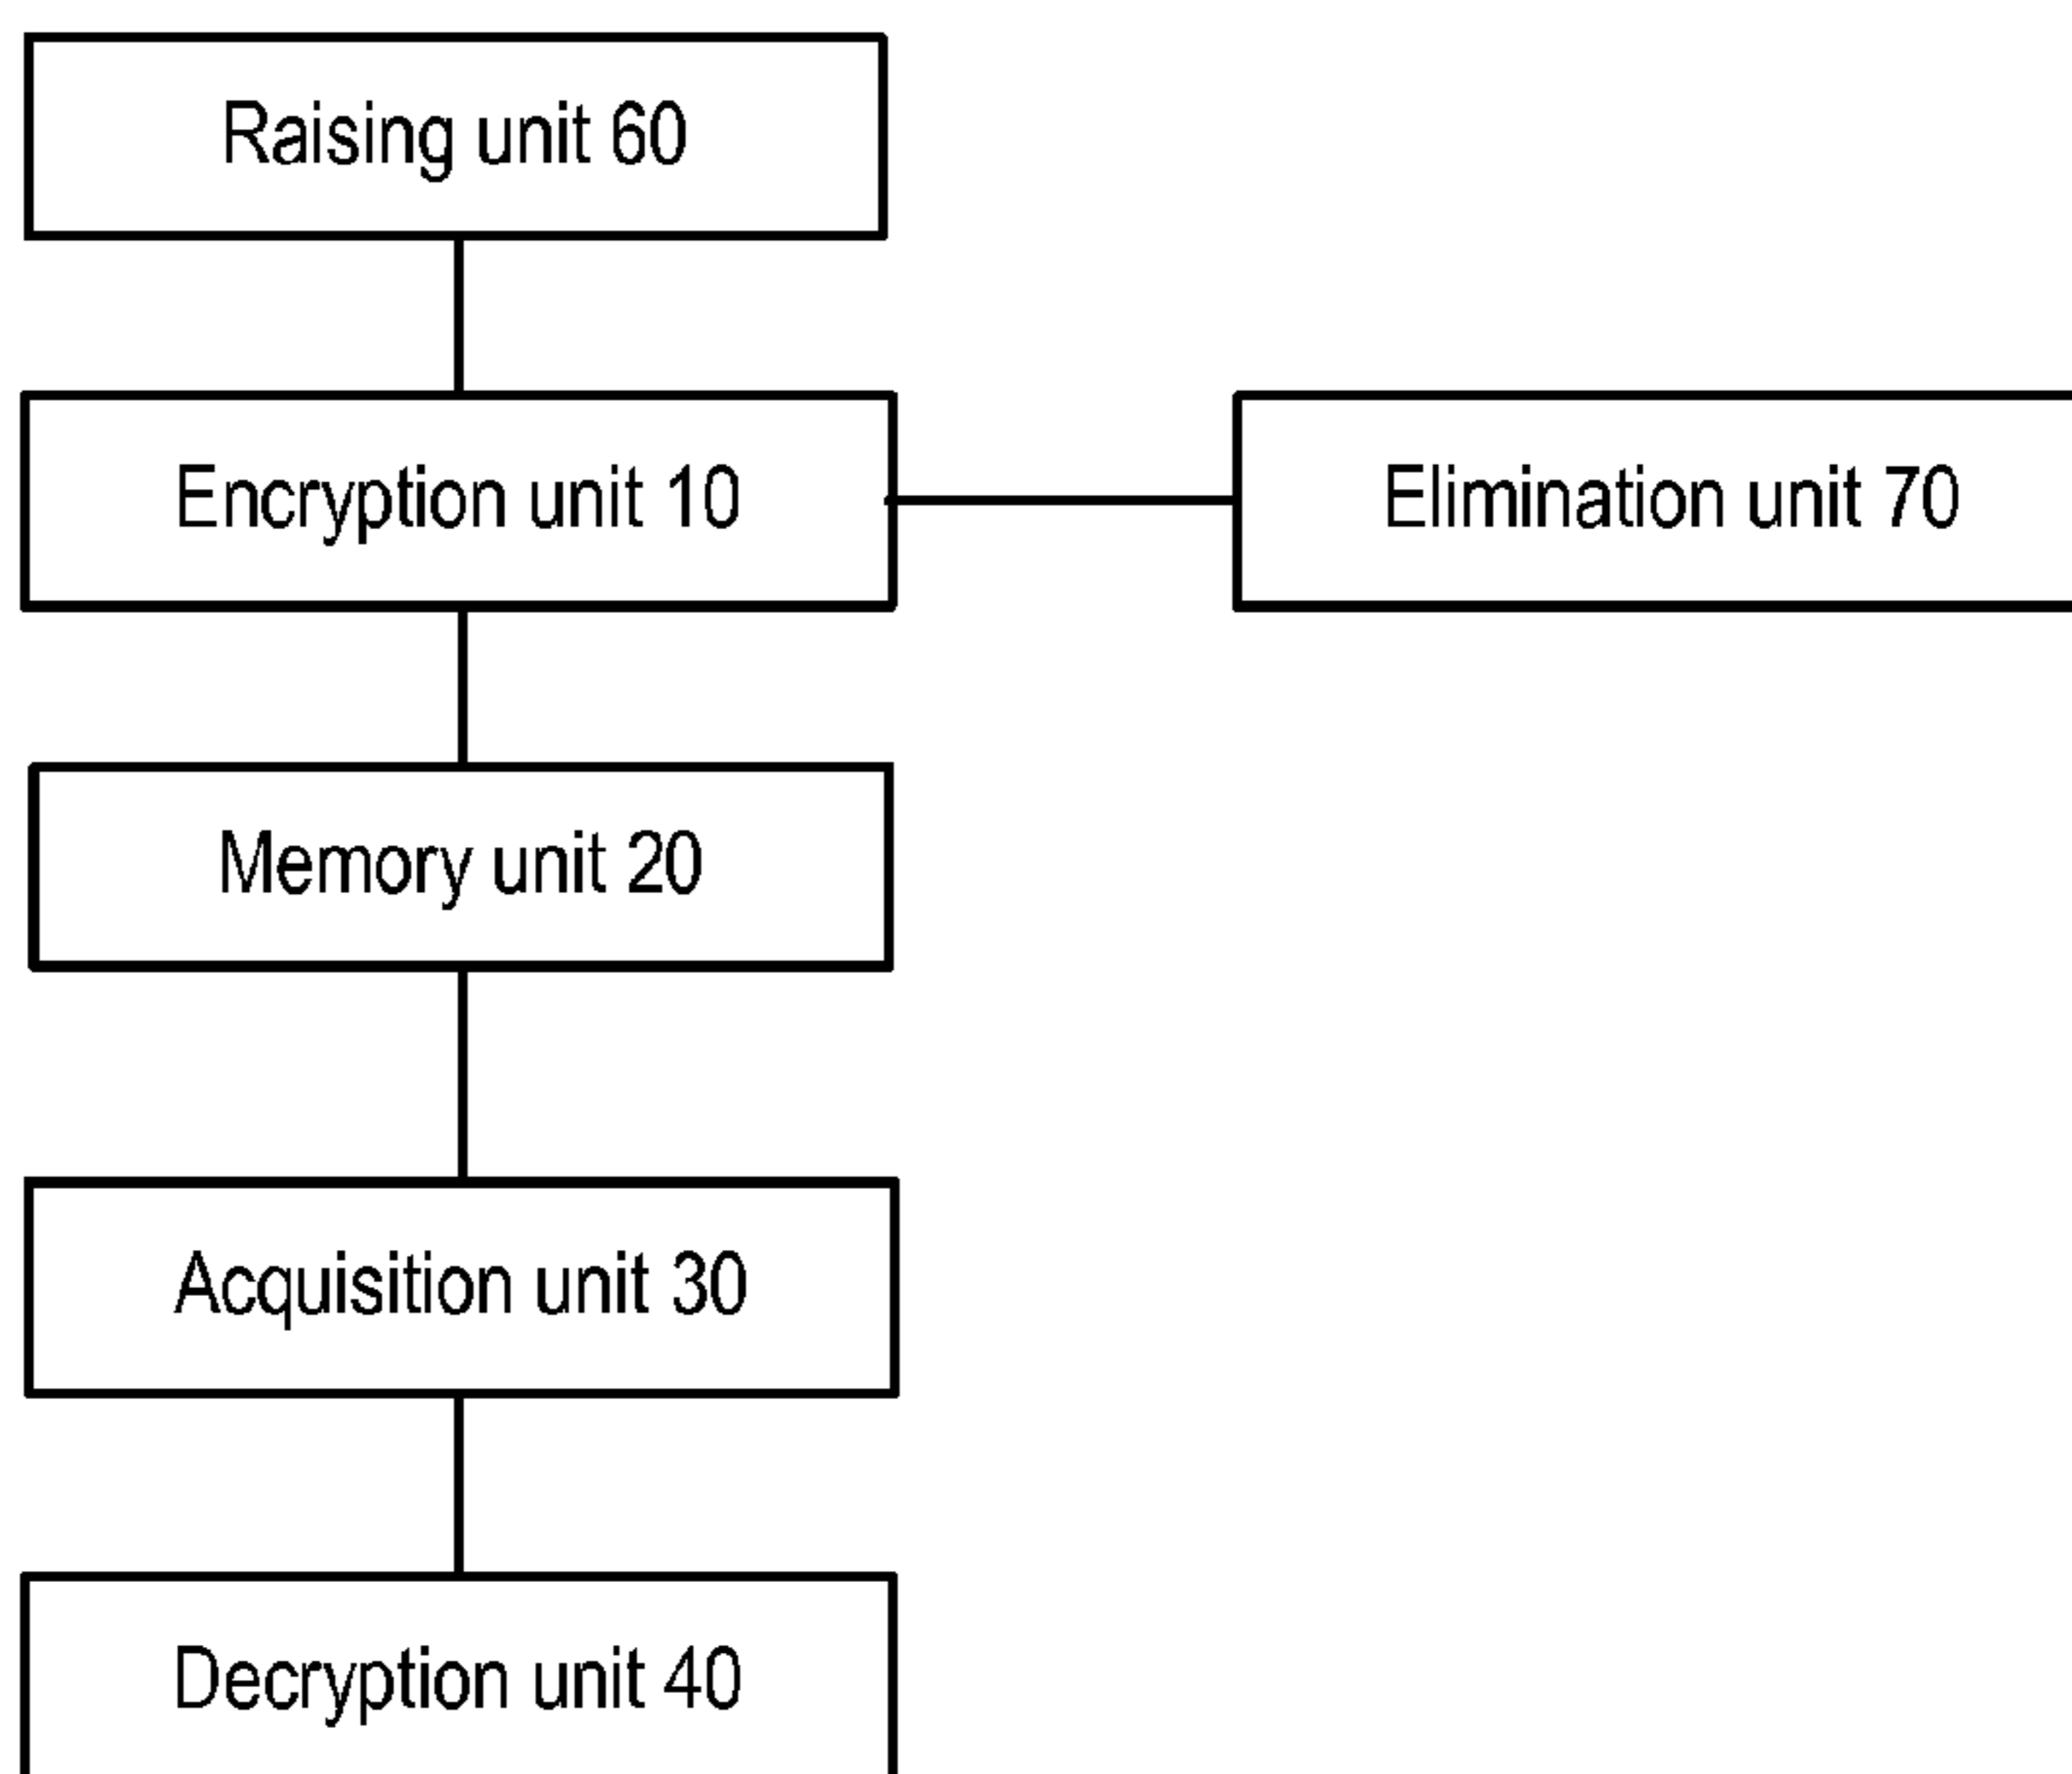 Raising unit 60
Encryption unit 10
Elimination unit 70
Memory unit 20
Acquisition unit 30
Decryption unit 40